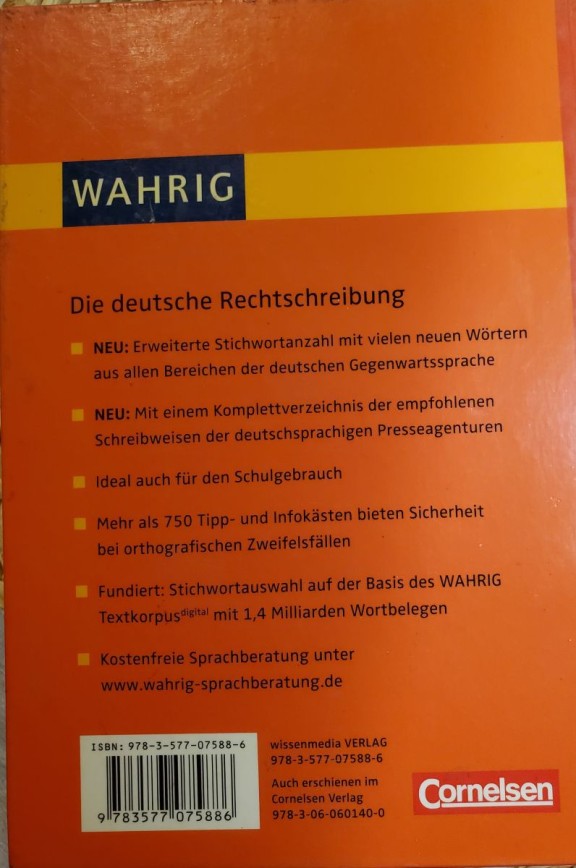 WAHRIG
Die deutsche Rechtschreibung
NEU: Erweiterte Stichwortanzahl mit vielen neuen Wörtern
aus allen Bereichen der deutschen Gegenwartssprache
NEU: Mit einem Komplettverzeichnis der empfohlenen
Schreibweisen der deutschsprachigen Presseagenturen
Ideal auch für den Schulgebrauch
Mehr als 750 Tipp- und Infokästen bieten Sicherheit
bei orthografischen Zweifelsfällen
Fundiert: Stichwortauswahl auf der Basis des WAHRIG
Textkorpusdigital mit 1,4 Milliarden Wortbelegen
Kostenfreie Sprachberatung unter
www.wahrig-sprachberatung.de
ISBN: 978-3-577-07588-6
9 783577 075886
wissenmedia VERLAG
978-3-577-07588-6
Auch erschienen im
Cornelsen Verlag
978-3-06-060140-0
Cornelsen